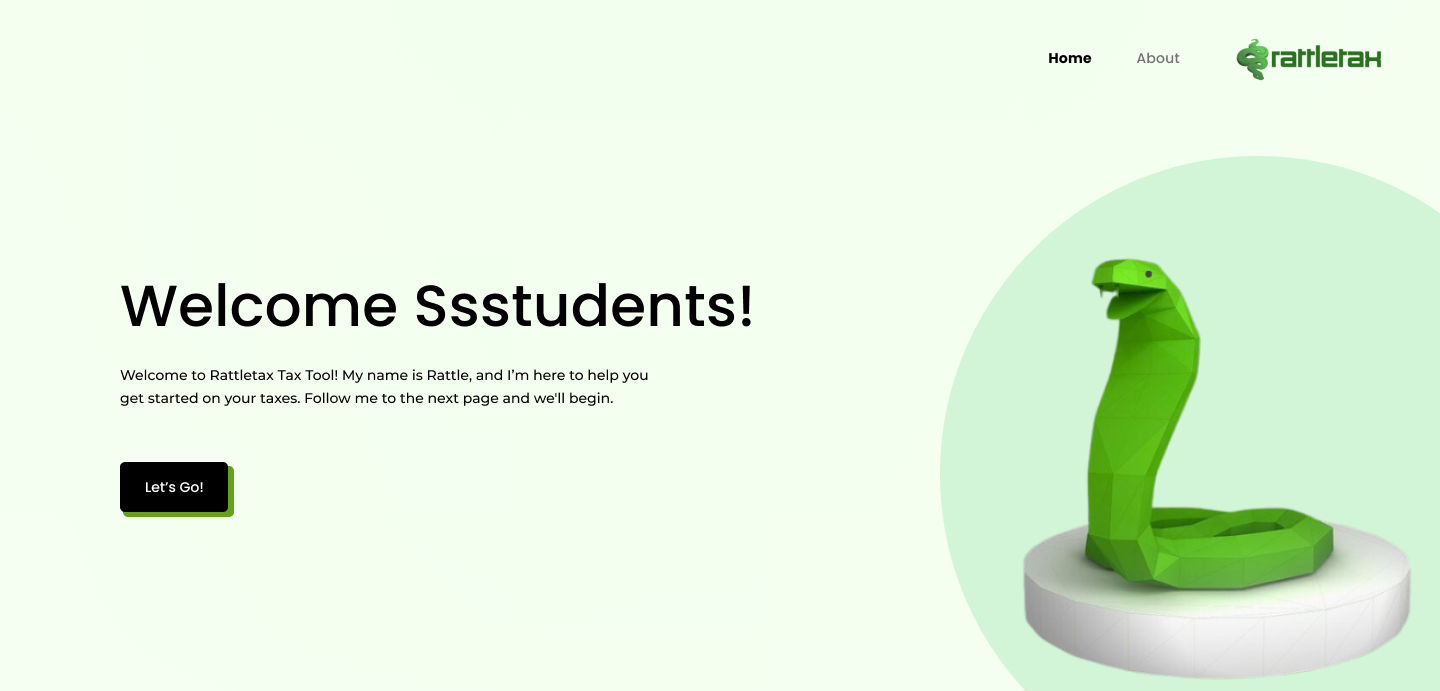 Home About rattletax
Welcome Ssstudents!
Welcome to Rattletax Tax Tool! My name is Rattle, and I’m here to help you
get started on your taxes. Follow me to the next page and we'll begin.
Let’s Go!